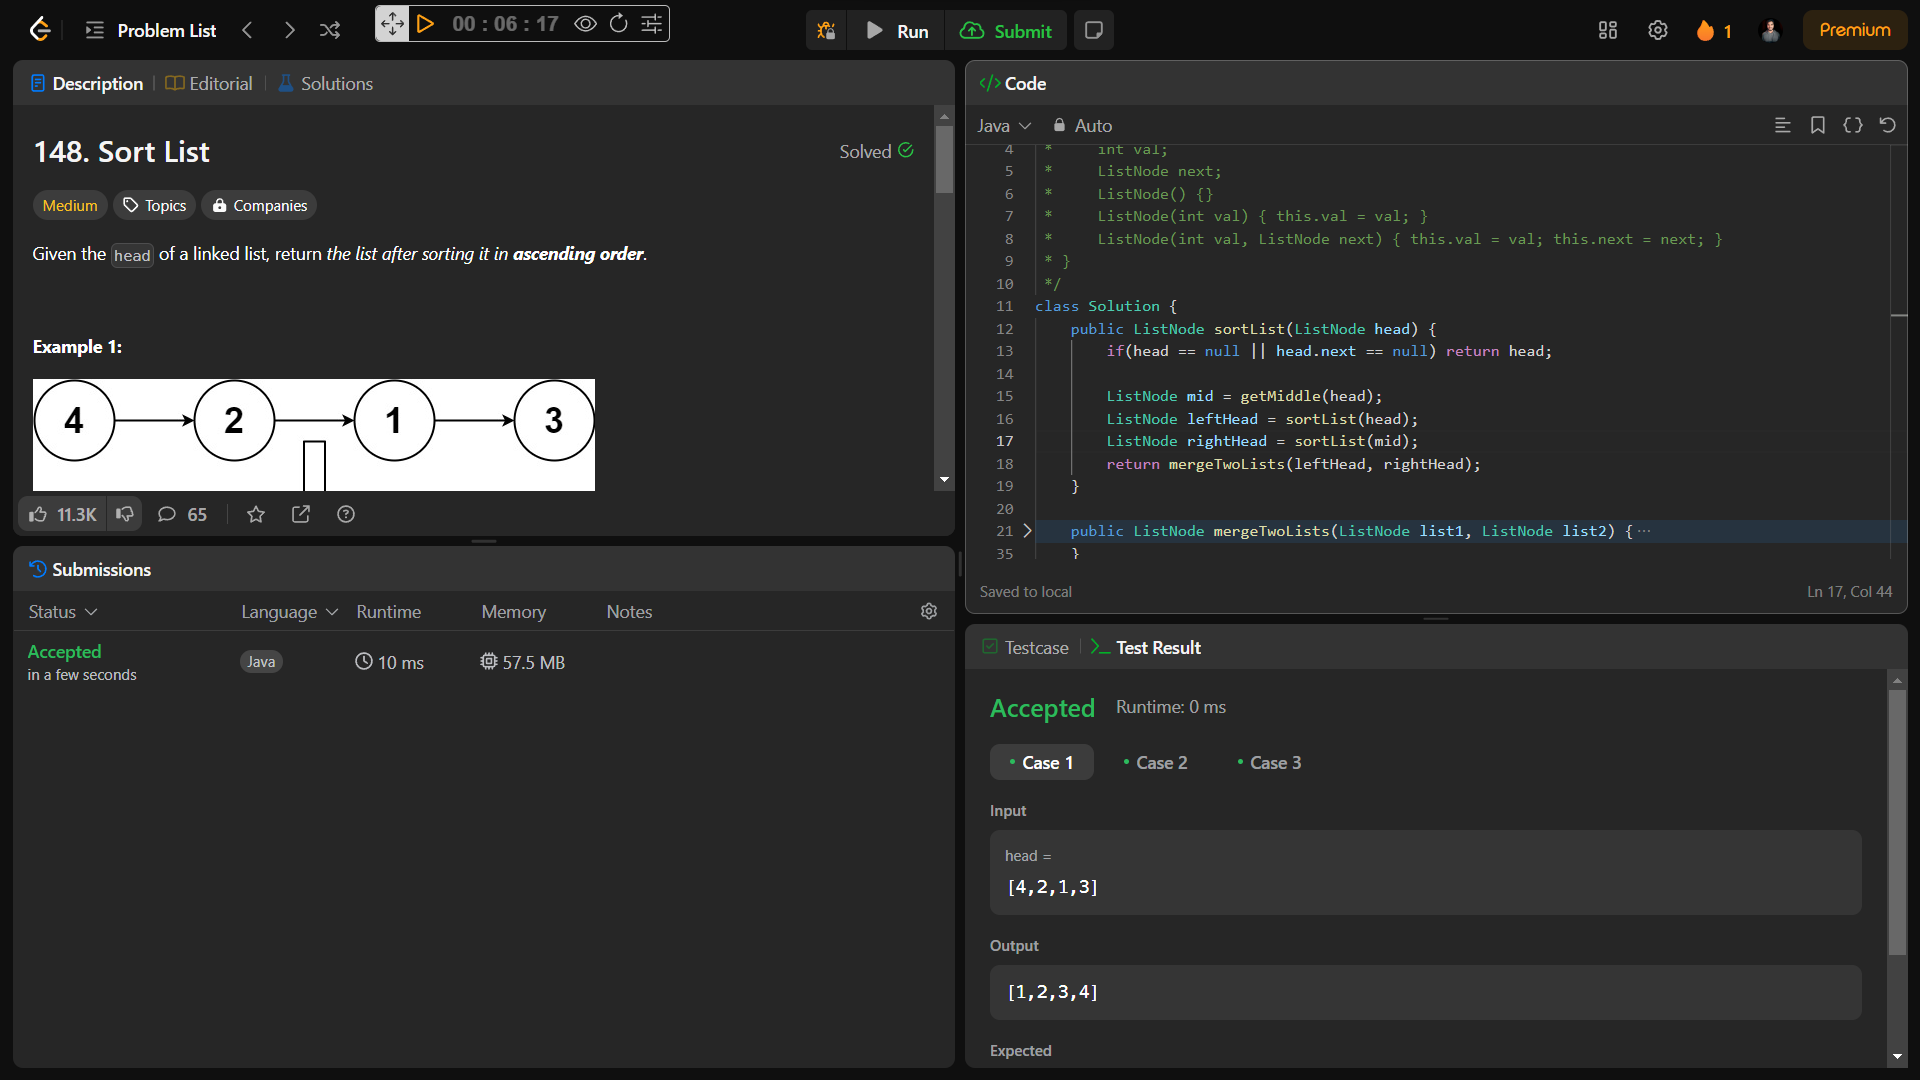 Problem List
00 : 06 : 17
Run
Submit
1
Premium
Description
Editorial
Solutions
148. Sort List
Solved
Medium
Topics
Companies
Given the head of a linked list, return the list after sorting it in ascending order.
Example 1:
4
2
1
3
11.3K
65
Submissions
Status
Language
Runtime
Memory
Notes
Accepted
in a few seconds
Java
10 ms
57.5 MB
</> Code
Java
Auto
4 *     int val;
5 *     ListNode next;
6 *     ListNode() {}
7 *     ListNode(int val) { this.val = val; }
8 *     ListNode(int val, ListNode next) { this.val = val; this.next = next; }
9 * }
10 */
11 class Solution {
12     public ListNode sortList(ListNode head) {
13         if(head == null || head.next == null) return head;
14
15         ListNode mid = getMiddle(head);
16         ListNode leftHead = sortList(head);
17         ListNode rightHead = sortList(mid);
18         return mergeTwoLists(leftHead, rightHead);
19     }
20
21     public ListNode mergeTwoLists(ListNode list1, ListNode list2) {···
35     }
Saved to local
Ln 17, Col 44
Testcase
Test Result
Accepted
Runtime: 0 ms
Case 1
Case 2
Case 3
Input
head =
[4,2,1,3]
Output
[1,2,3,4]
Expected